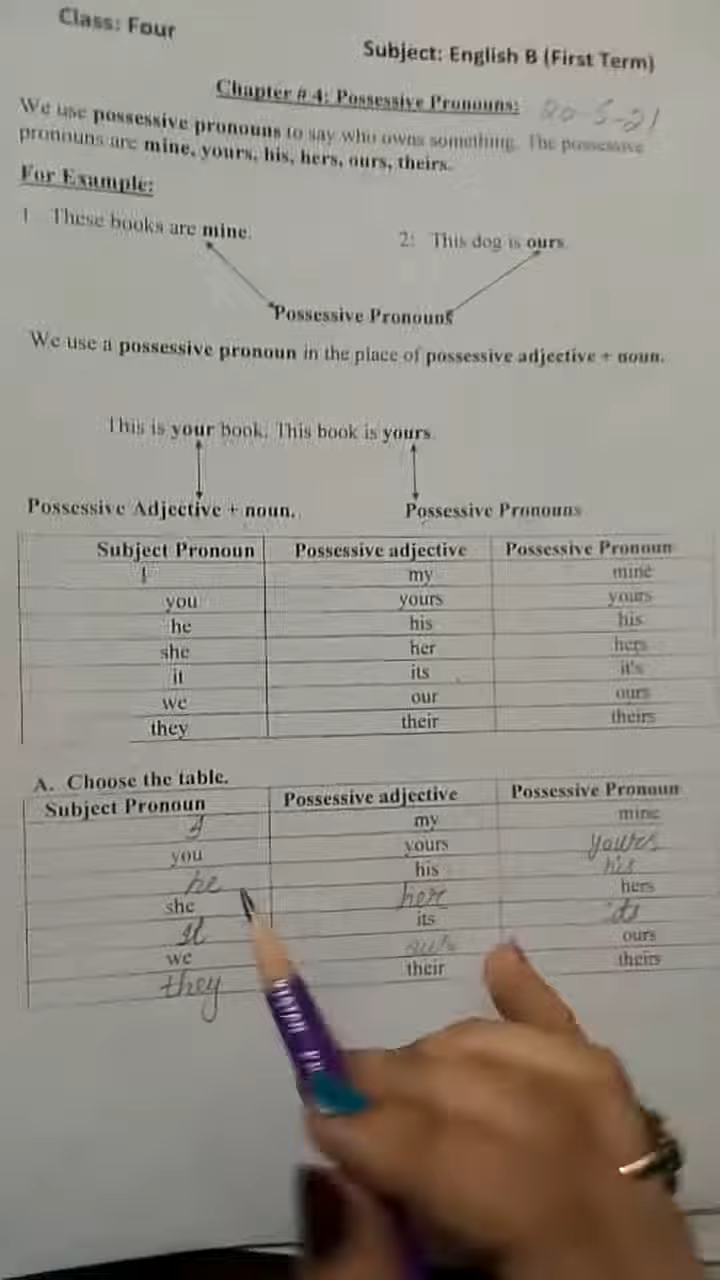 Class: Four
Subject: English B (First Term)
Chapter # 4: Possessive Pronouns: 20-5-21
We use possessive pronouns to say who owns something. The possessive
pronouns are mine, yours, his, hers, ours, theirs.
For Example:
1 These books are mine. 2: This dog is ours
Possessive Pronouns
We use a possessive pronoun in the place of possessive adjective + noun.
This is your book. This book is yours
Possessive Adjective + noun. Possessive Pronouns
Subject Pronoun Possessive adjective Possessive Pronoun
I my mine
you yours yours
he his his
she her hers
it its it's
we our ours
they their theirs
A. Choose the table.
Subject Pronoun Possessive adjective Possessive Pronoun
I my mine
you yours yours
he his his
she her hers
It its its
we ours
they their theirs